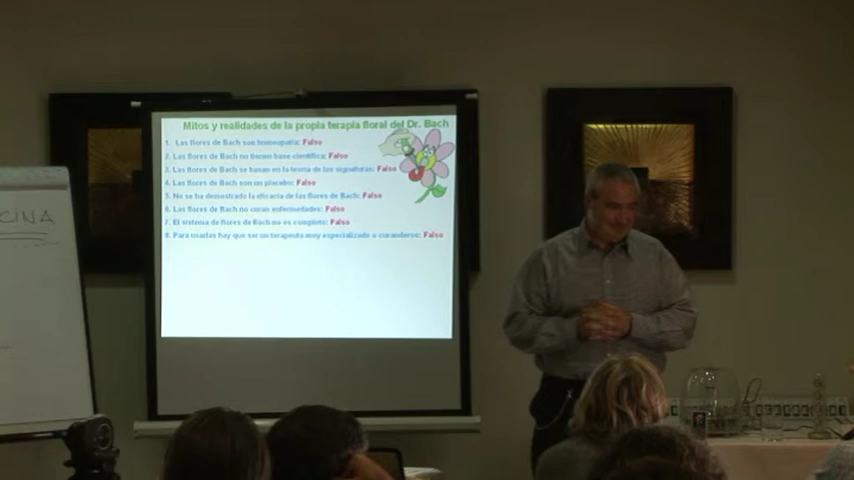 Mitos y realidades de la propia terapia floral del Dr. Bach
1. Las flores de Bach son homeopatía: Falso
2. Las flores de Bach no tienen base científica: Falso
3. Las flores de Bach se basan en la teoría de las signaturas: Falso
4. Las flores de Bach son un placebo: Falso
5. No se ha demostrado la eficacia de las flores de Bach: Falso
6. Las flores de Bach no curan enfermedades: Falso
7. El sistema de flores de Bach no es completo: Falso
8. Para usarlas hay que ser un terapeuta muy especializado o curanderos: Falso
CINA